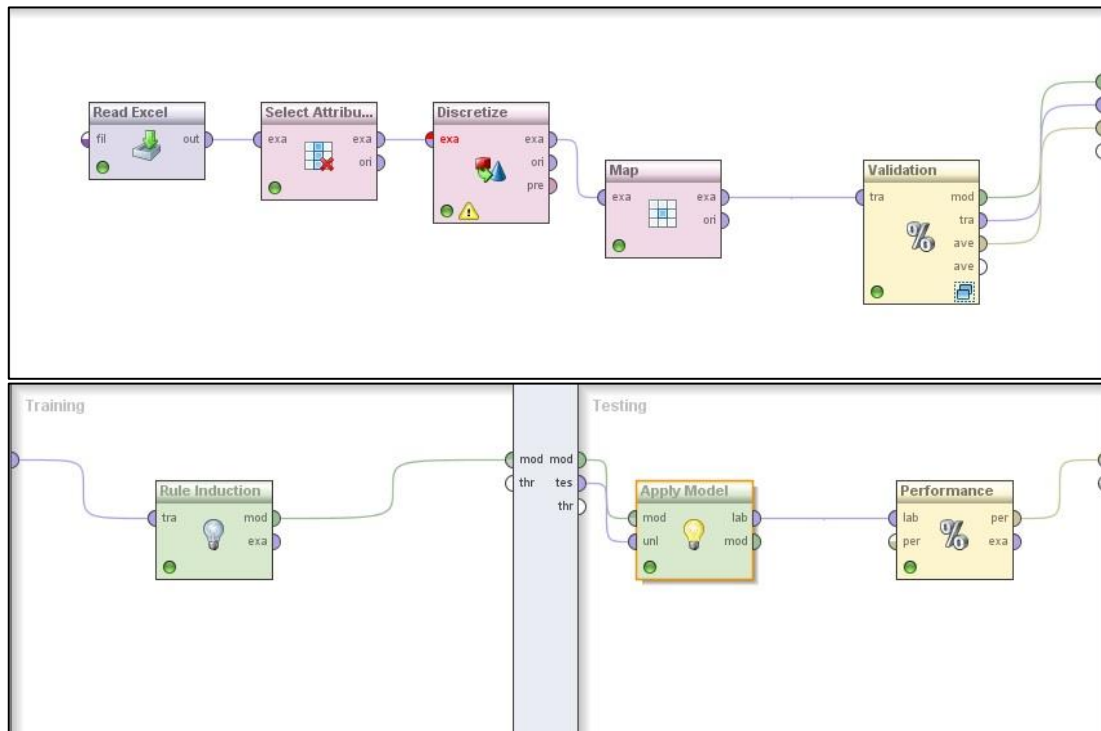 Read Excel
fil out
Select Attribu...
exa exa
ori
Discretize
exa exa
ori
pre
Map
exa exa
ori
Validation
tra mod
tra
ave
ave
Training
Rule Induction
tra mod
exa
mod mod
thr tes
thr
Testing
Apply Model
mod lab
unl mod
Performance
lab per
per exa